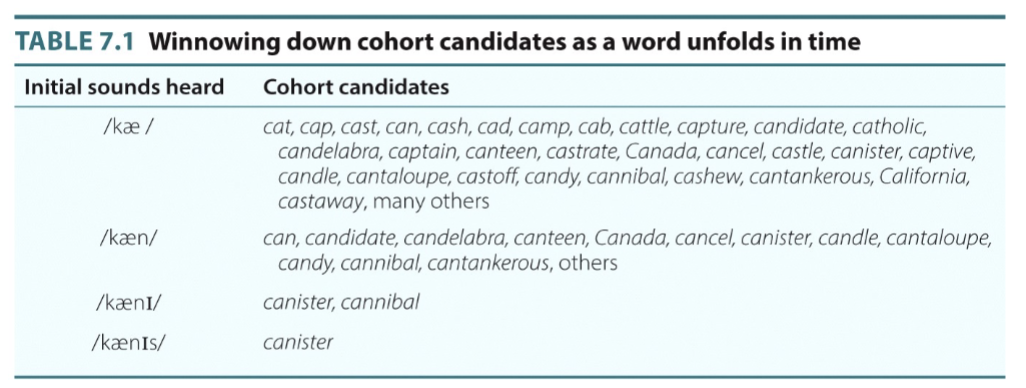 TABLE 7.1 Winnowing down cohort candidates as a word unfolds in time
Initial sounds heard Cohort candidates
/kæ / cat, cap, cast, can, cash, cad, camp, cab, cattle, capture, candidate, catholic,
candelabra, captain, canteen, castrate, Canada, cancel, castle, canister, captive,
candle, cantaloupe, castoff, candy, cannibal, cashew, cantankerous, California,
castaway, many others
/kæn/ can, candidate, candelabra, canteen, Canada, cancel, canister, candle, cantaloupe,
candy, cannibal, cantankerous, others
/kænɪ/ canister, cannibal
/kænɪs/ canister